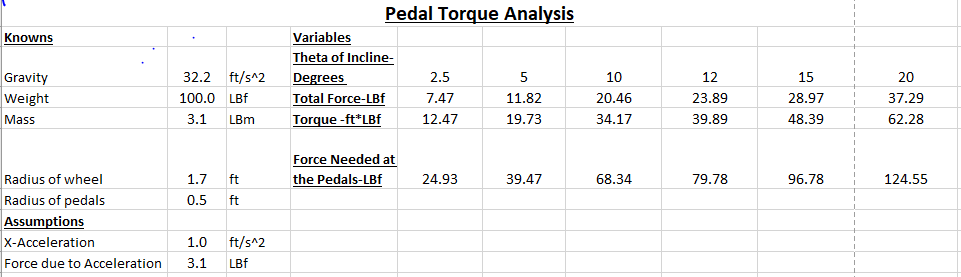 Pedal Torque Analysis
Knowns Variables
Theta of Incline-
Gravity 32.2 ft/s^2 Degrees 2.5 5 10 12 15 20
Weight 100.0 LBf Total Force-LBf 7.47 11.82 20.46 23.89 28.97 37.29
Mass 3.1 LBm Torque -ft*LBf 12.47 19.73 34.17 39.89 48.39 62.28
Force Needed at
Radius of wheel 1.7 ft the Pedals-LBf 24.93 39.47 68.34 79.78 96.78 124.55
Radius of pedals 0.5 ft
Assumptions
X-Acceleration 1.0 ft/s^2
Force due to Acceleration 3.1 LBf